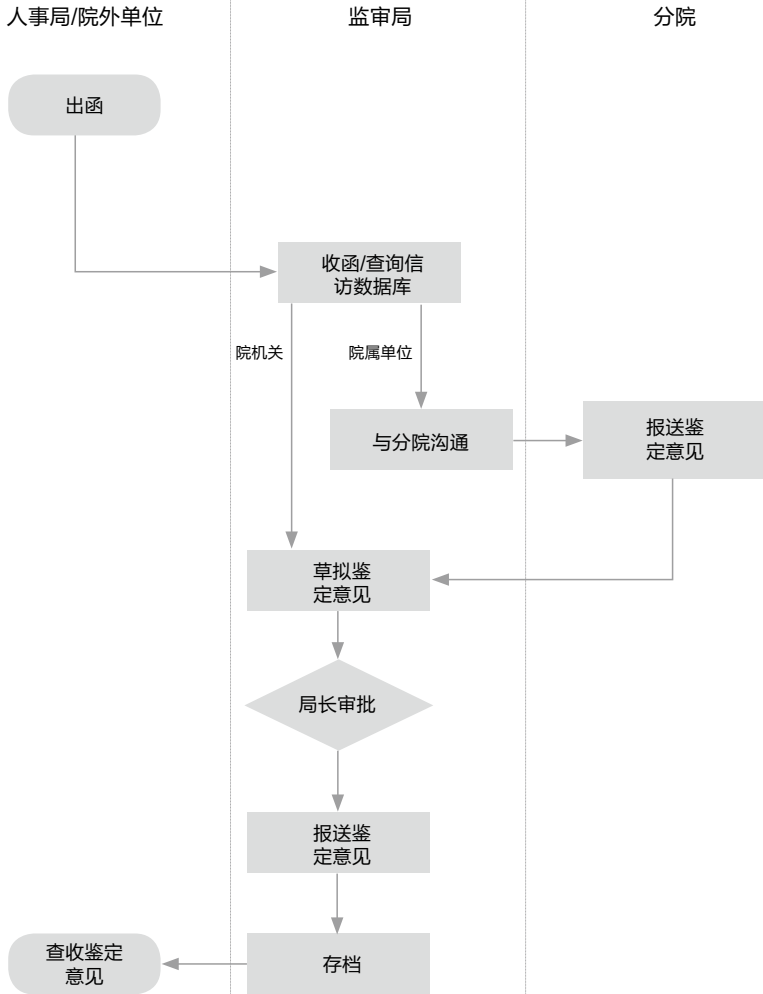 人事局/院外单位
监审局
分院
出函
收函/查询信
访数据库
院机关
院属单位
与分院沟通
报送鉴
定意见
草拟鉴
定意见
局长审批
报送鉴
定意见
查收鉴定
意见
存档